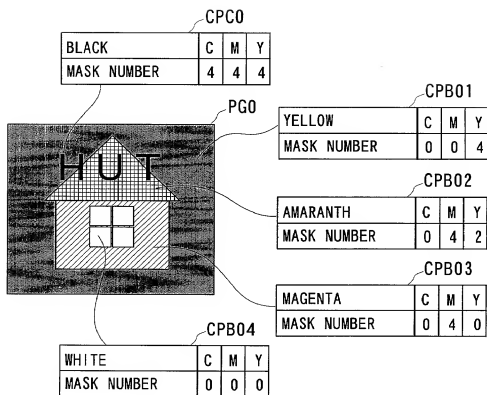 CPC0
BLACK C M Y
MASK NUMBER 4 4 4
PG0
HUT
CPB01
YELLOW C M Y
MASK NUMBER 0 0 4
CPB02
AMARANTH C M Y
MASK NUMBER 0 4 2
CPB03
MAGENTA C M Y
MASK NUMBER 0 4 0
CPB04
WHITE C M Y
MASK NUMBER 0 0 0